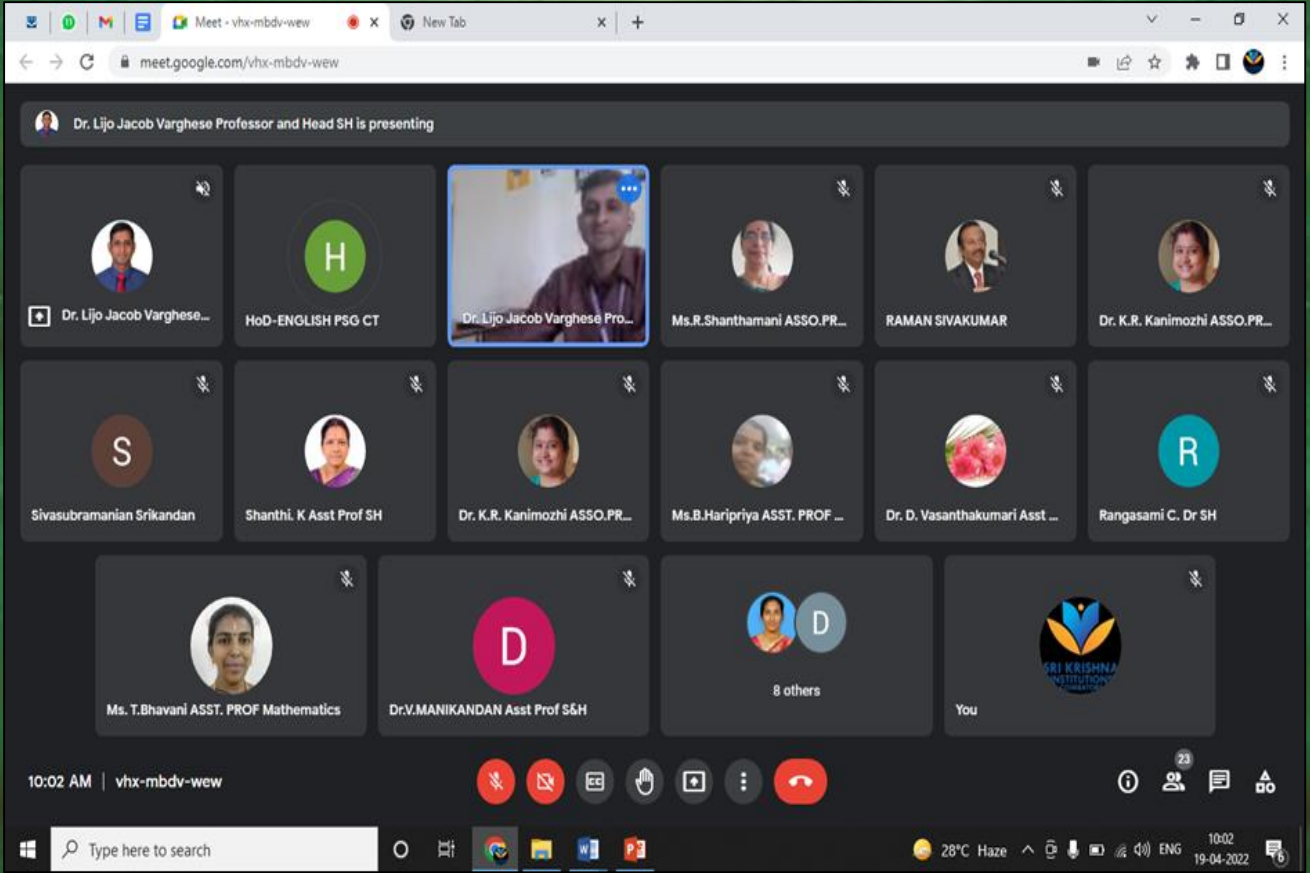 Meet - vhx-mbdv-wew
New Tab
meet.google.com/vhx-mbdv-wew
Dr. Lijo Jacob Varghese Professor and Head SH is presenting
Dr. Lijo Jacob Varghese...
H
HoD-ENGLISH PSG CT
Dr. Lijo Jacob Varghese Pro...
Ms.R.Shanthamani ASSO.PR...
RAMAN SIVAKUMAR
Dr. K.R. Kanimozhi ASSO.PR...
S
Sivasubramanian Srikandan
Shanthi. K Asst Prof SH
Dr. K.R. Kanimozhi ASSO.PR...
Ms.B.Haripriya ASST. PROF ...
Dr. D. Vasanthakumari Asst ...
R
Rangasami C. Dr SH
Ms. T.Bhavani ASST. PROF Mathematics
D
Dr.V.MANIKANDAN Asst Prof S&H
D
8 others
SRI KRISHNA
INSTITUTIONS
You
10:02 AM | vhx-mbdv-wew
23
Type here to search
28°C Haze
ENG
10:02
19-04-2022
6